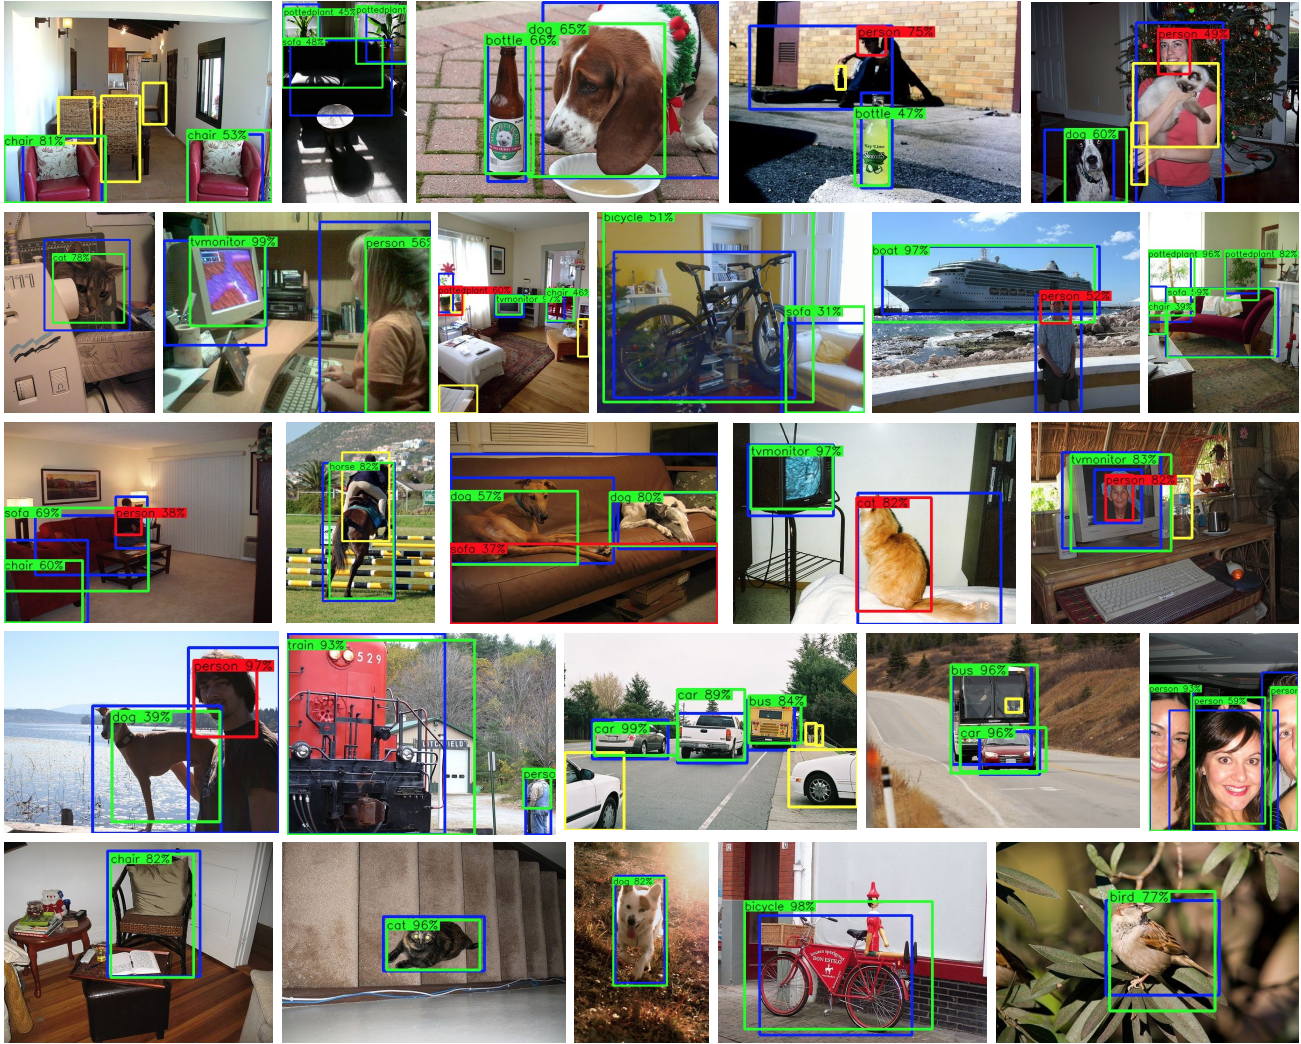 chair 81%
chair 53%
pottedplant 45%
pottedplant
sofa 48%
dog 65%
bottle 66%
person 75%
bottle 47%
person 49%
dog 60%
cat 78%
tvmonitor 99%
person 56%
pottedplant 60%
tvmonitor 97%
chair 46%
bicycle 51%
sofa 31%
boat 97%
person 52%
pottedplant 96%
pottedplant 82%
sofa 59%
chair 39%
sofa 69%
person 38%
chair 60%
horse 82%
dog 57%
dog 80%
sofa 37%
tvmonitor 97%
cat 82%
tvmonitor 83%
person 82%
person 97%
dog 39%
train 93%
529
perso
car 89%
bus 84%
car 99%
bus 96%
car 96%
person 93%
person 59%
person
chair 82%
cat 96%
dog 82%
bicycle 98%
DON ESTILO
bird 77%